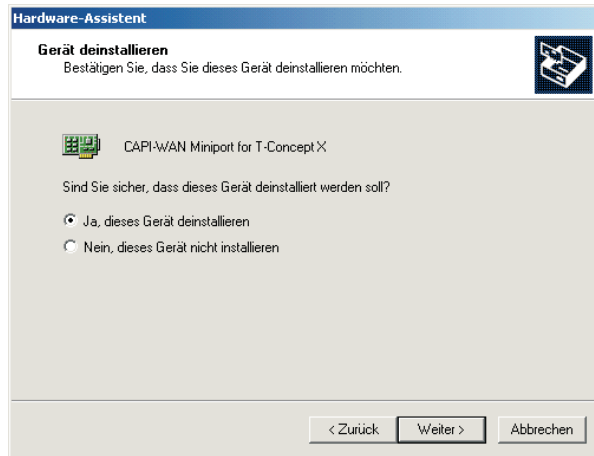 Hardware-Assistent
Gerät deinstallieren
Bestätigen Sie, dass Sie dieses Gerät deinstallieren möchten.
CAPI-WAN Miniport for T-Concept X
Sind Sie sicher, dass dieses Gerät deinstalliert werden soll?
Ja, dieses Gerät deinstallieren
Nein, dieses Gerät nicht installieren
< Zurück Weiter > Abbrechen